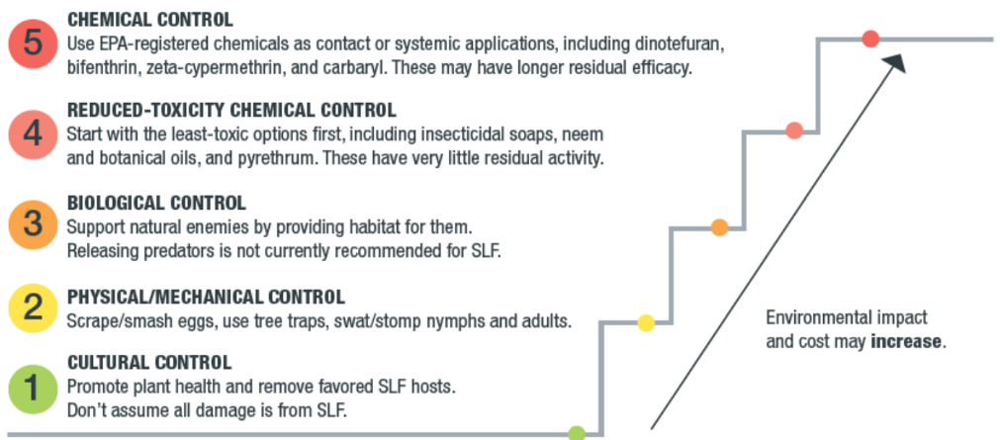 5
CHEMICAL CONTROL
Use EPA-registered chemicals as contact or systemic applications, including dinotefuran,
bifenthrin, zeta-cypermethrin, and carbaryl. These may have longer residual efficacy.
4
REDUCED-TOXICITY CHEMICAL CONTROL
Start with the least-toxic options first, including insecticidal soaps, neem
and botanical oils, and pyrethrum. These have very little residual activity.
3
BIOLOGICAL CONTROL
Support natural enemies by providing habitat for them.
Releasing predators is not currently recommended for SLF.
2
PHYSICAL/MECHANICAL CONTROL
Scrape/smash eggs, use tree traps, swat/stomp nymphs and adults.
1
CULTURAL CONTROL
Promote plant health and remove favored SLF hosts.
Don't assume all damage is from SLF.
Environmental impact
and cost may increase.